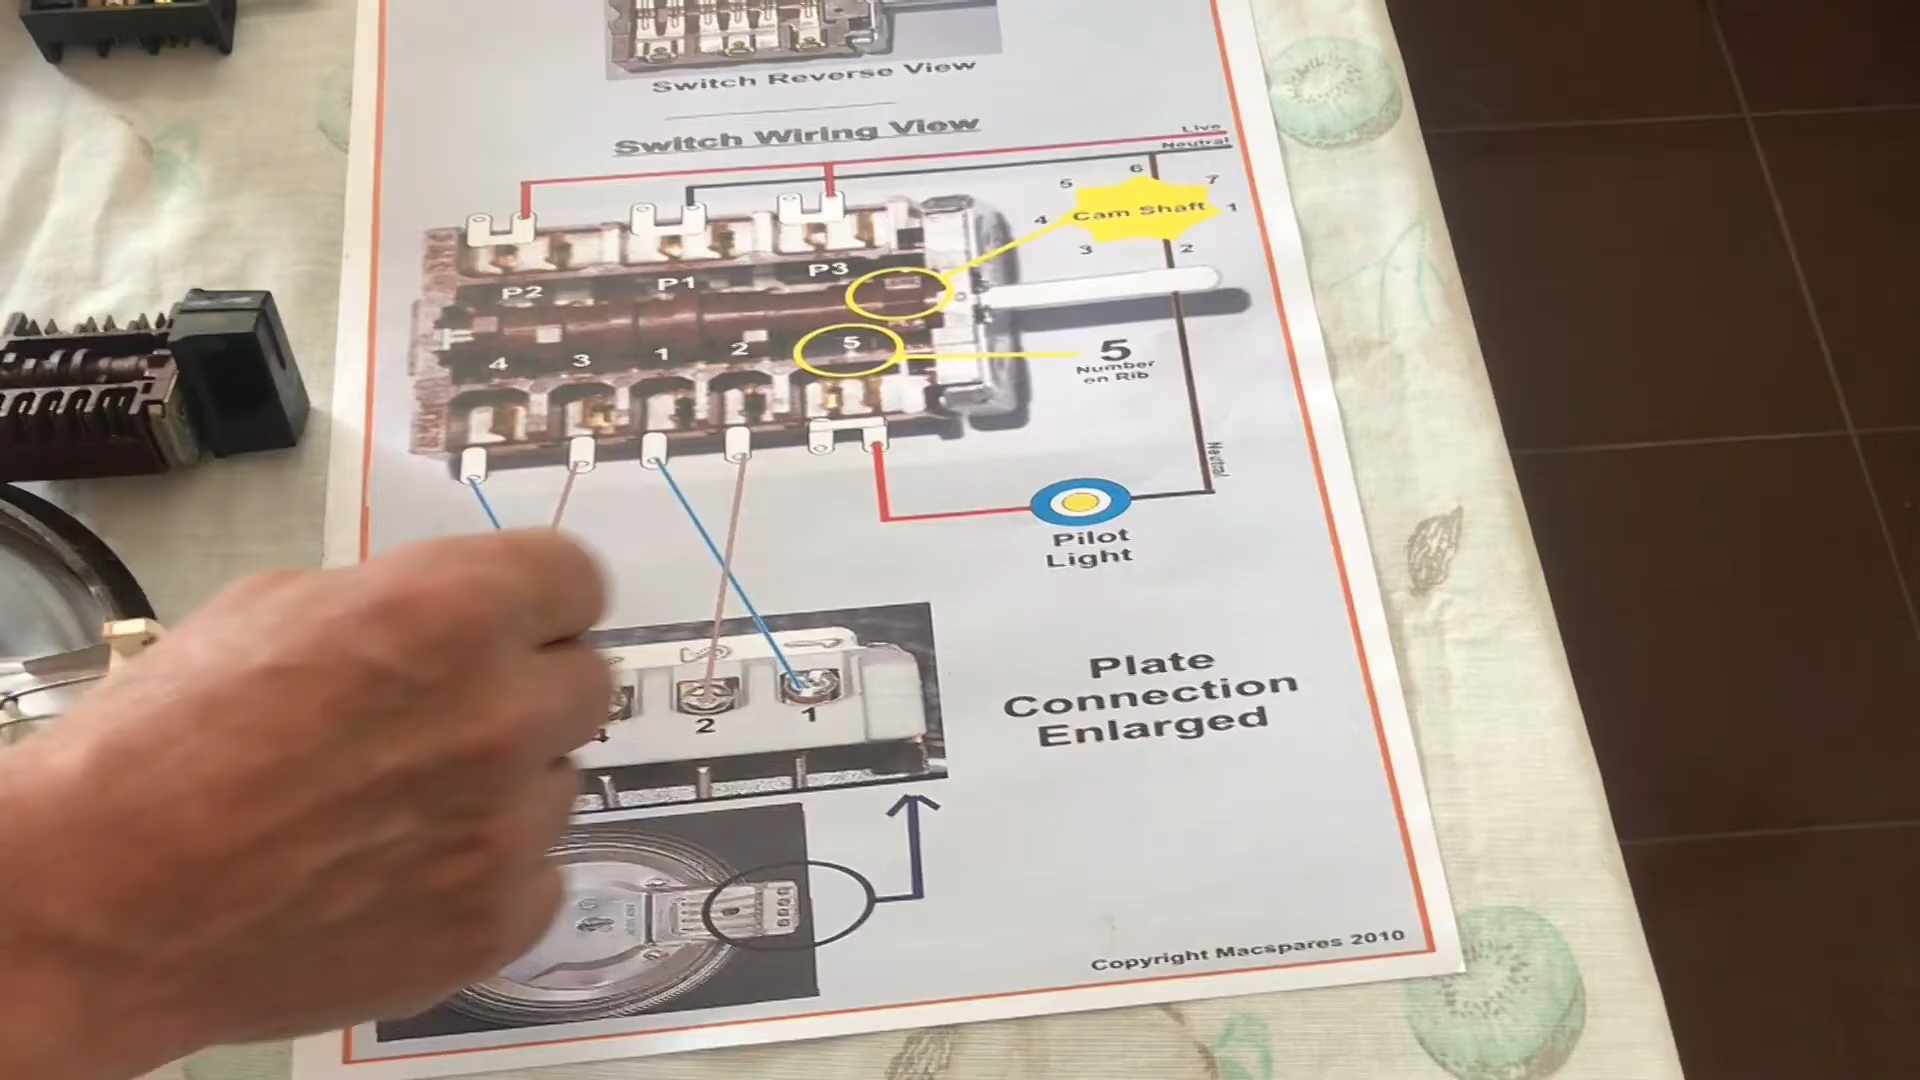 Switch Reverse View
Switch Wiring View
Live
Neutral
6
5
7
4
Cam Shaft
1
3
2
P2
P1
P3
4
3
1
2
5
5
Number
on Rib
Neutral
Pilot
Light
4
2
1
Plate
Connection
Enlarged
Copyright Macspares 2010